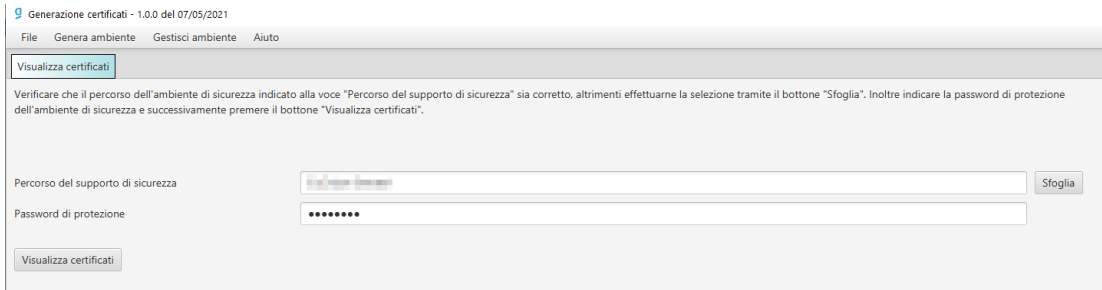 g Generazione certificati - 1.0.0 del 07/05/2021
File Genera ambiente Gestisci ambiente Aiuto
Visualizza certificati
Verificare che il percorso dell'ambiente di sicurezza indicato alla voce "Percorso del supporto di sicurezza" sia corretto, altrimenti effettuarne la selezione tramite il bottone "Sfoglia". Inoltre indicare la password di protezione
dell'ambiente di sicurezza e successivamente premere il bottone "Visualizza certificati".
Percorso del supporto di sicurezza Sfoglia
Password di protezione ••••••••
Visualizza certificati